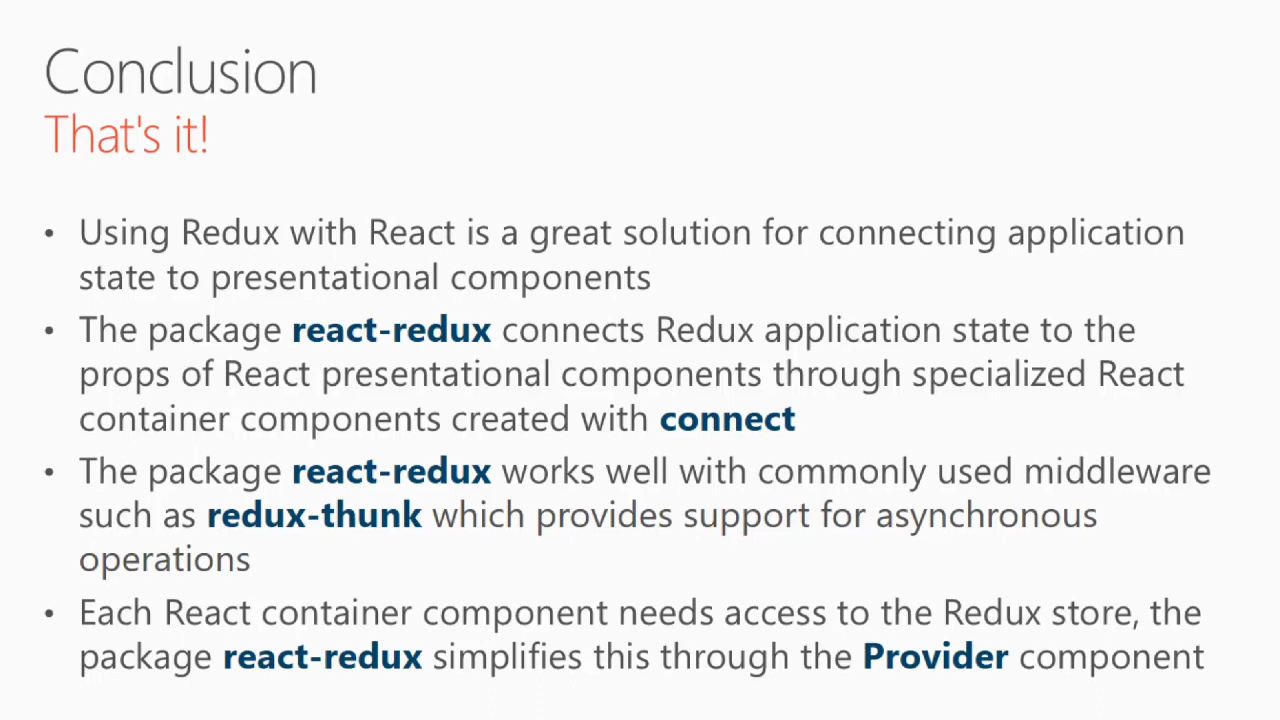 Conclusion
That's it!
• Using Redux with React is a great solution for connecting application
state to presentational components
• The package react-redux connects Redux application state to the
props of React presentational components through specialized React
container components created with connect
• The package react-redux works well with commonly used middleware
such as redux-thunk which provides support for asynchronous
operations
• Each React container component needs access to the Redux store, the
package react-redux simplifies this through the Provider component